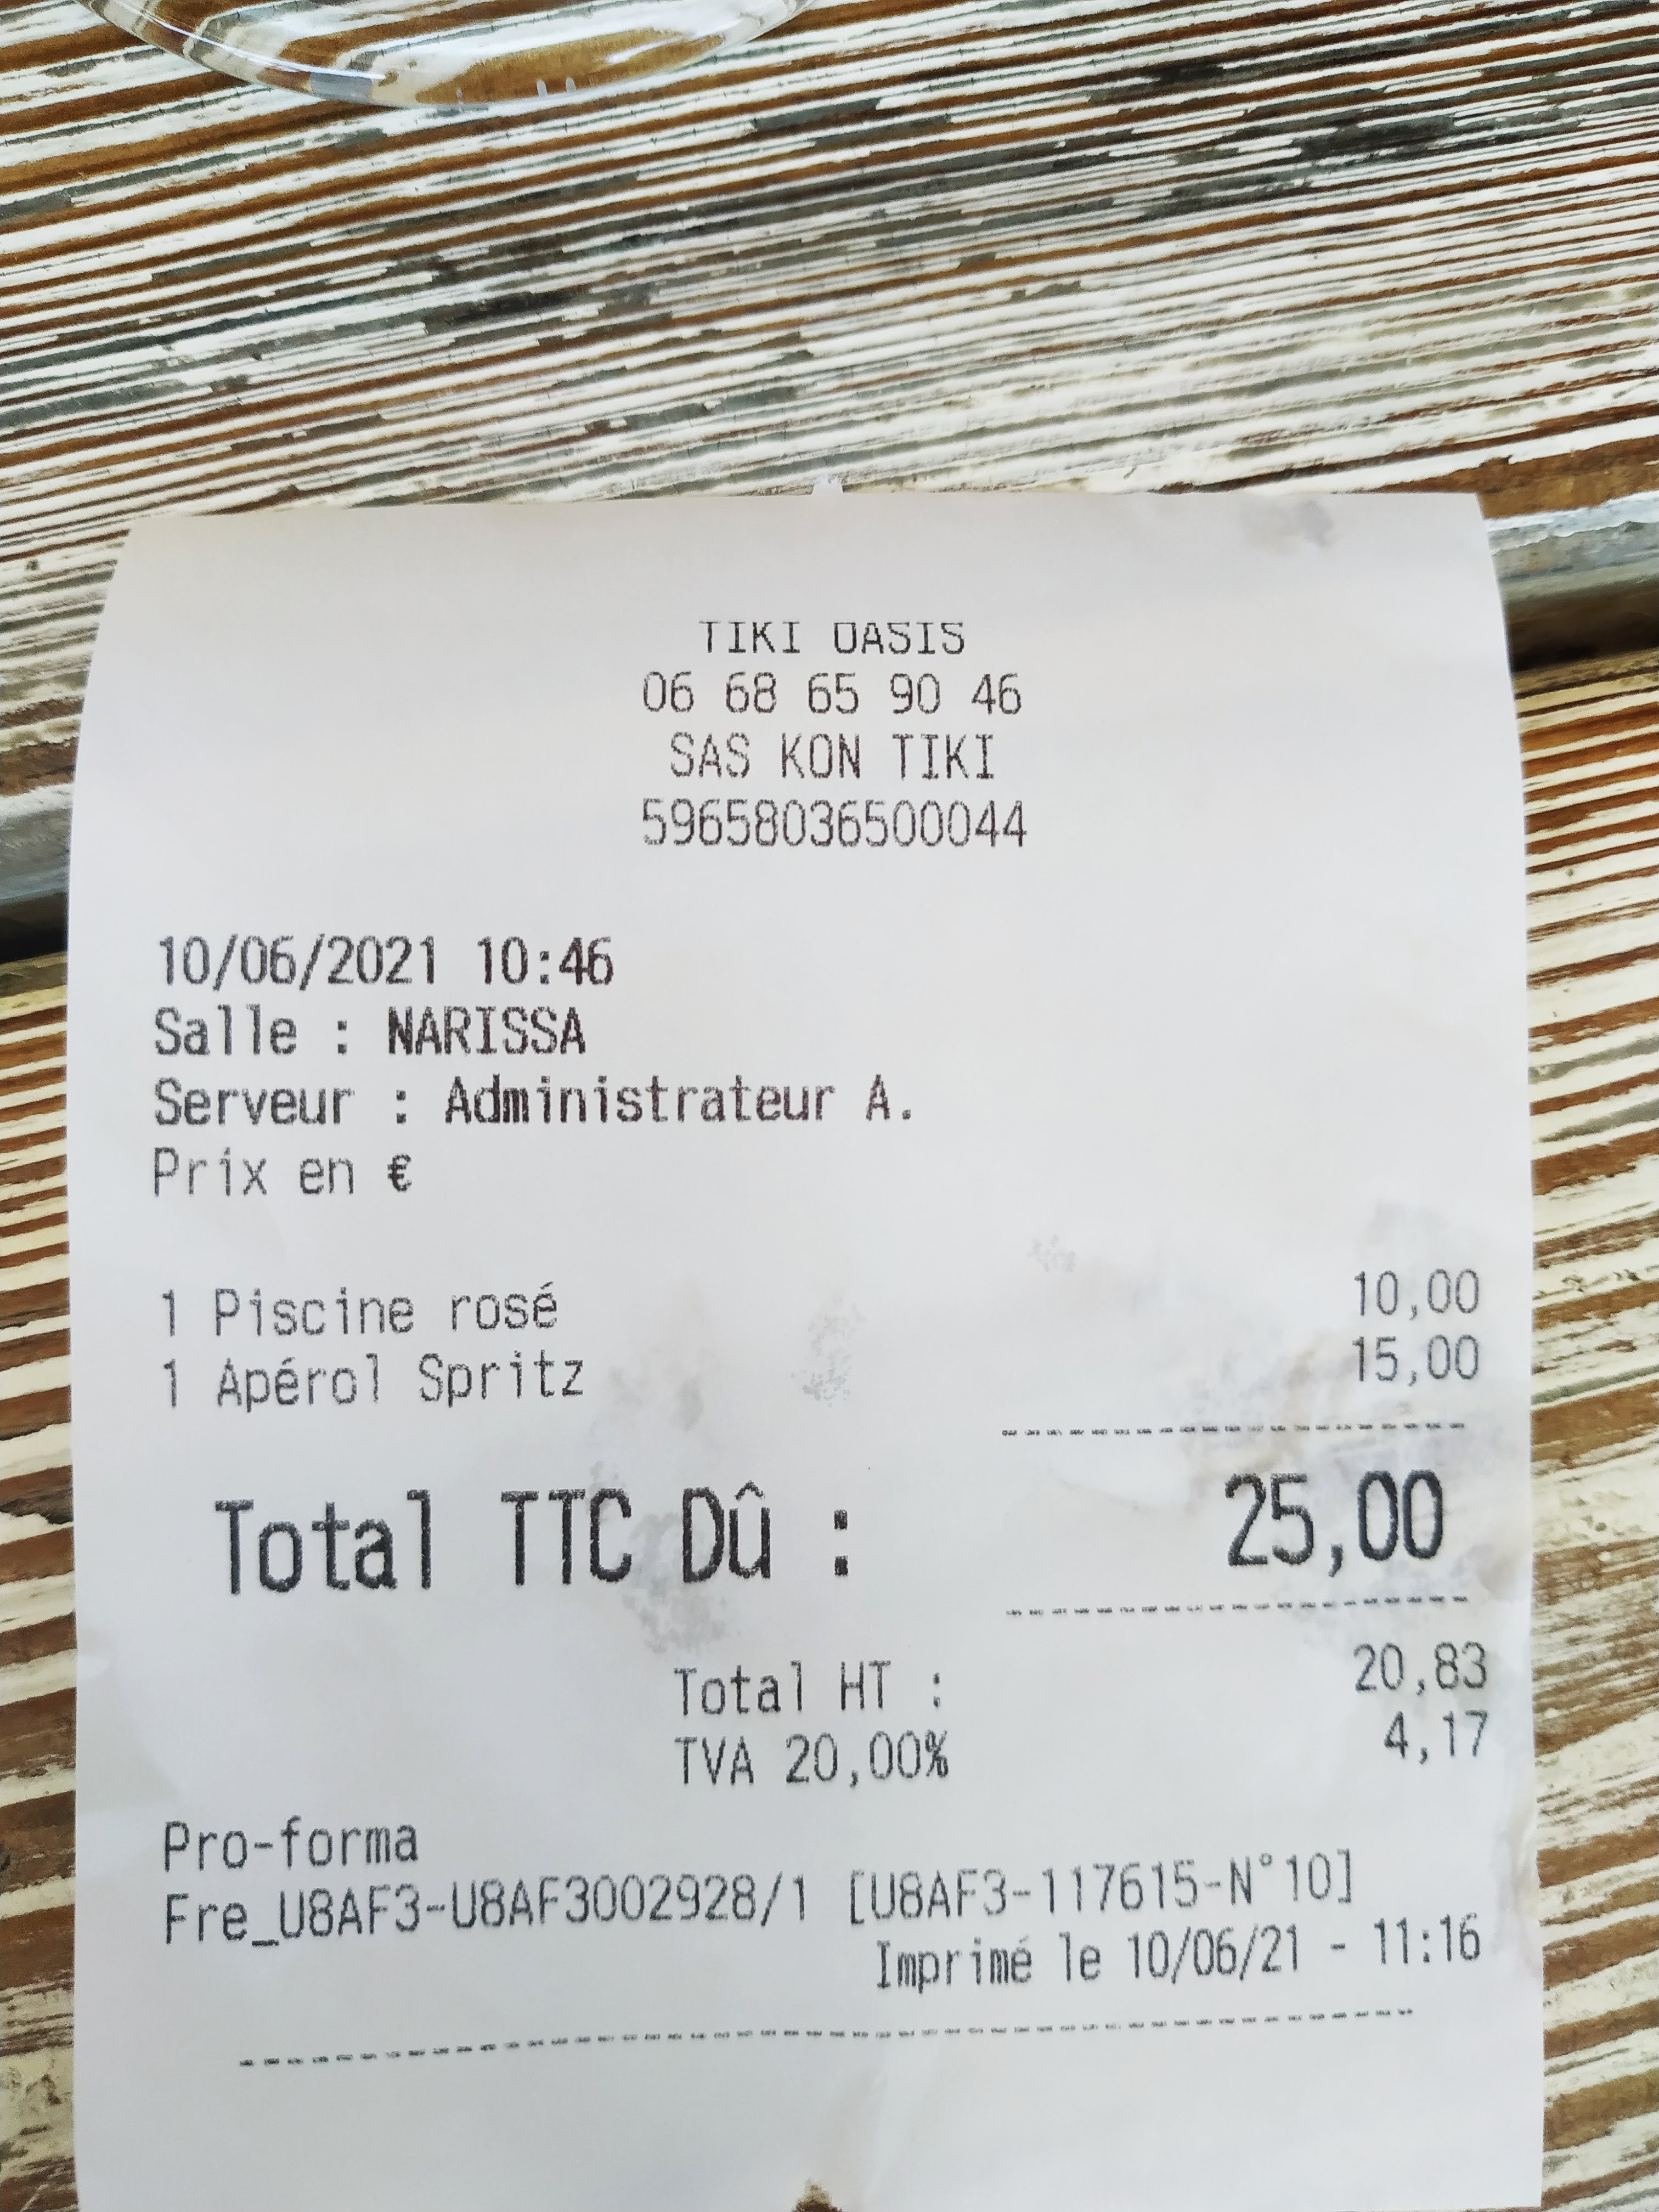 TIKI OASIS
06 68 65 90 46
SAS KON TIKI
59658036500044
10/06/2021 10:46
Salle : NARISSA
Serveur : Administrateur A.
Prix en €
1 Piscine rosé 10,00
1 Apérol Spritz 15,00
Total TTC Dû : 25,00
Total HT : 20,83
TVA 20,00% 4,17
Pro-forma
Fre_U8AF3-U8AF3002928/1 [U8AF3-117615-N°10]
Imprimé le 10/06/21 - 11:16